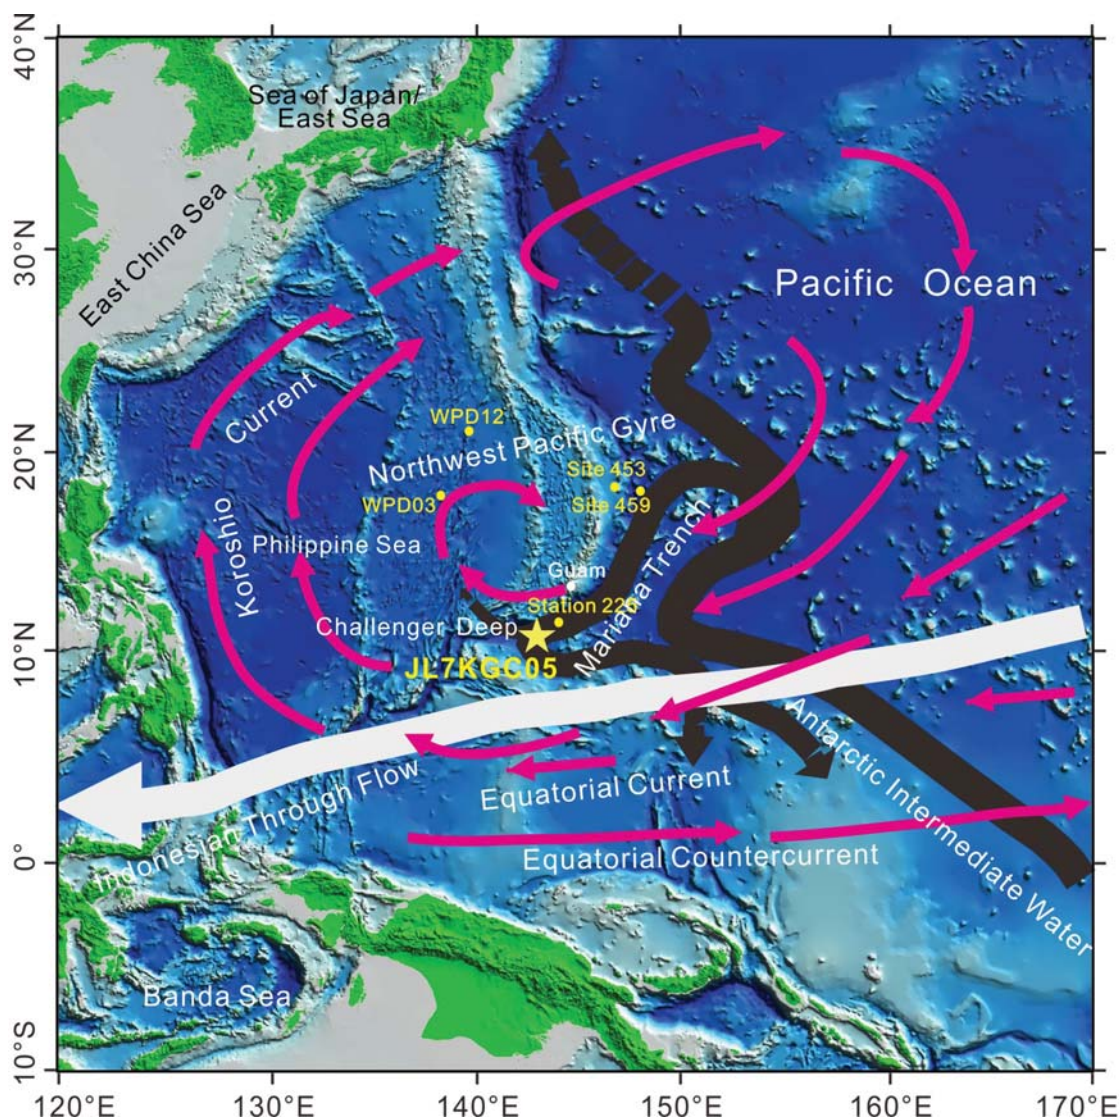 40°N
Sea of Japan/
East Sea
East China Sea
30°N
Pacific Ocean
Current
WPD12
20°N
Northwest Pacific Gyre
Site 453
WPD03
Site 459
Koroshio
Philippine Sea
Mariana Trench
Guam
Station 226
Challenger Deep
10°N
JL7KGC05
Antarctic Intermediate Water
Indonesian Through Flow
Equatorial Current
Equatorial Countercurrent
0°
Banda Sea
10°S
120°E 130°E 140°E 150°E 160°E 170°E